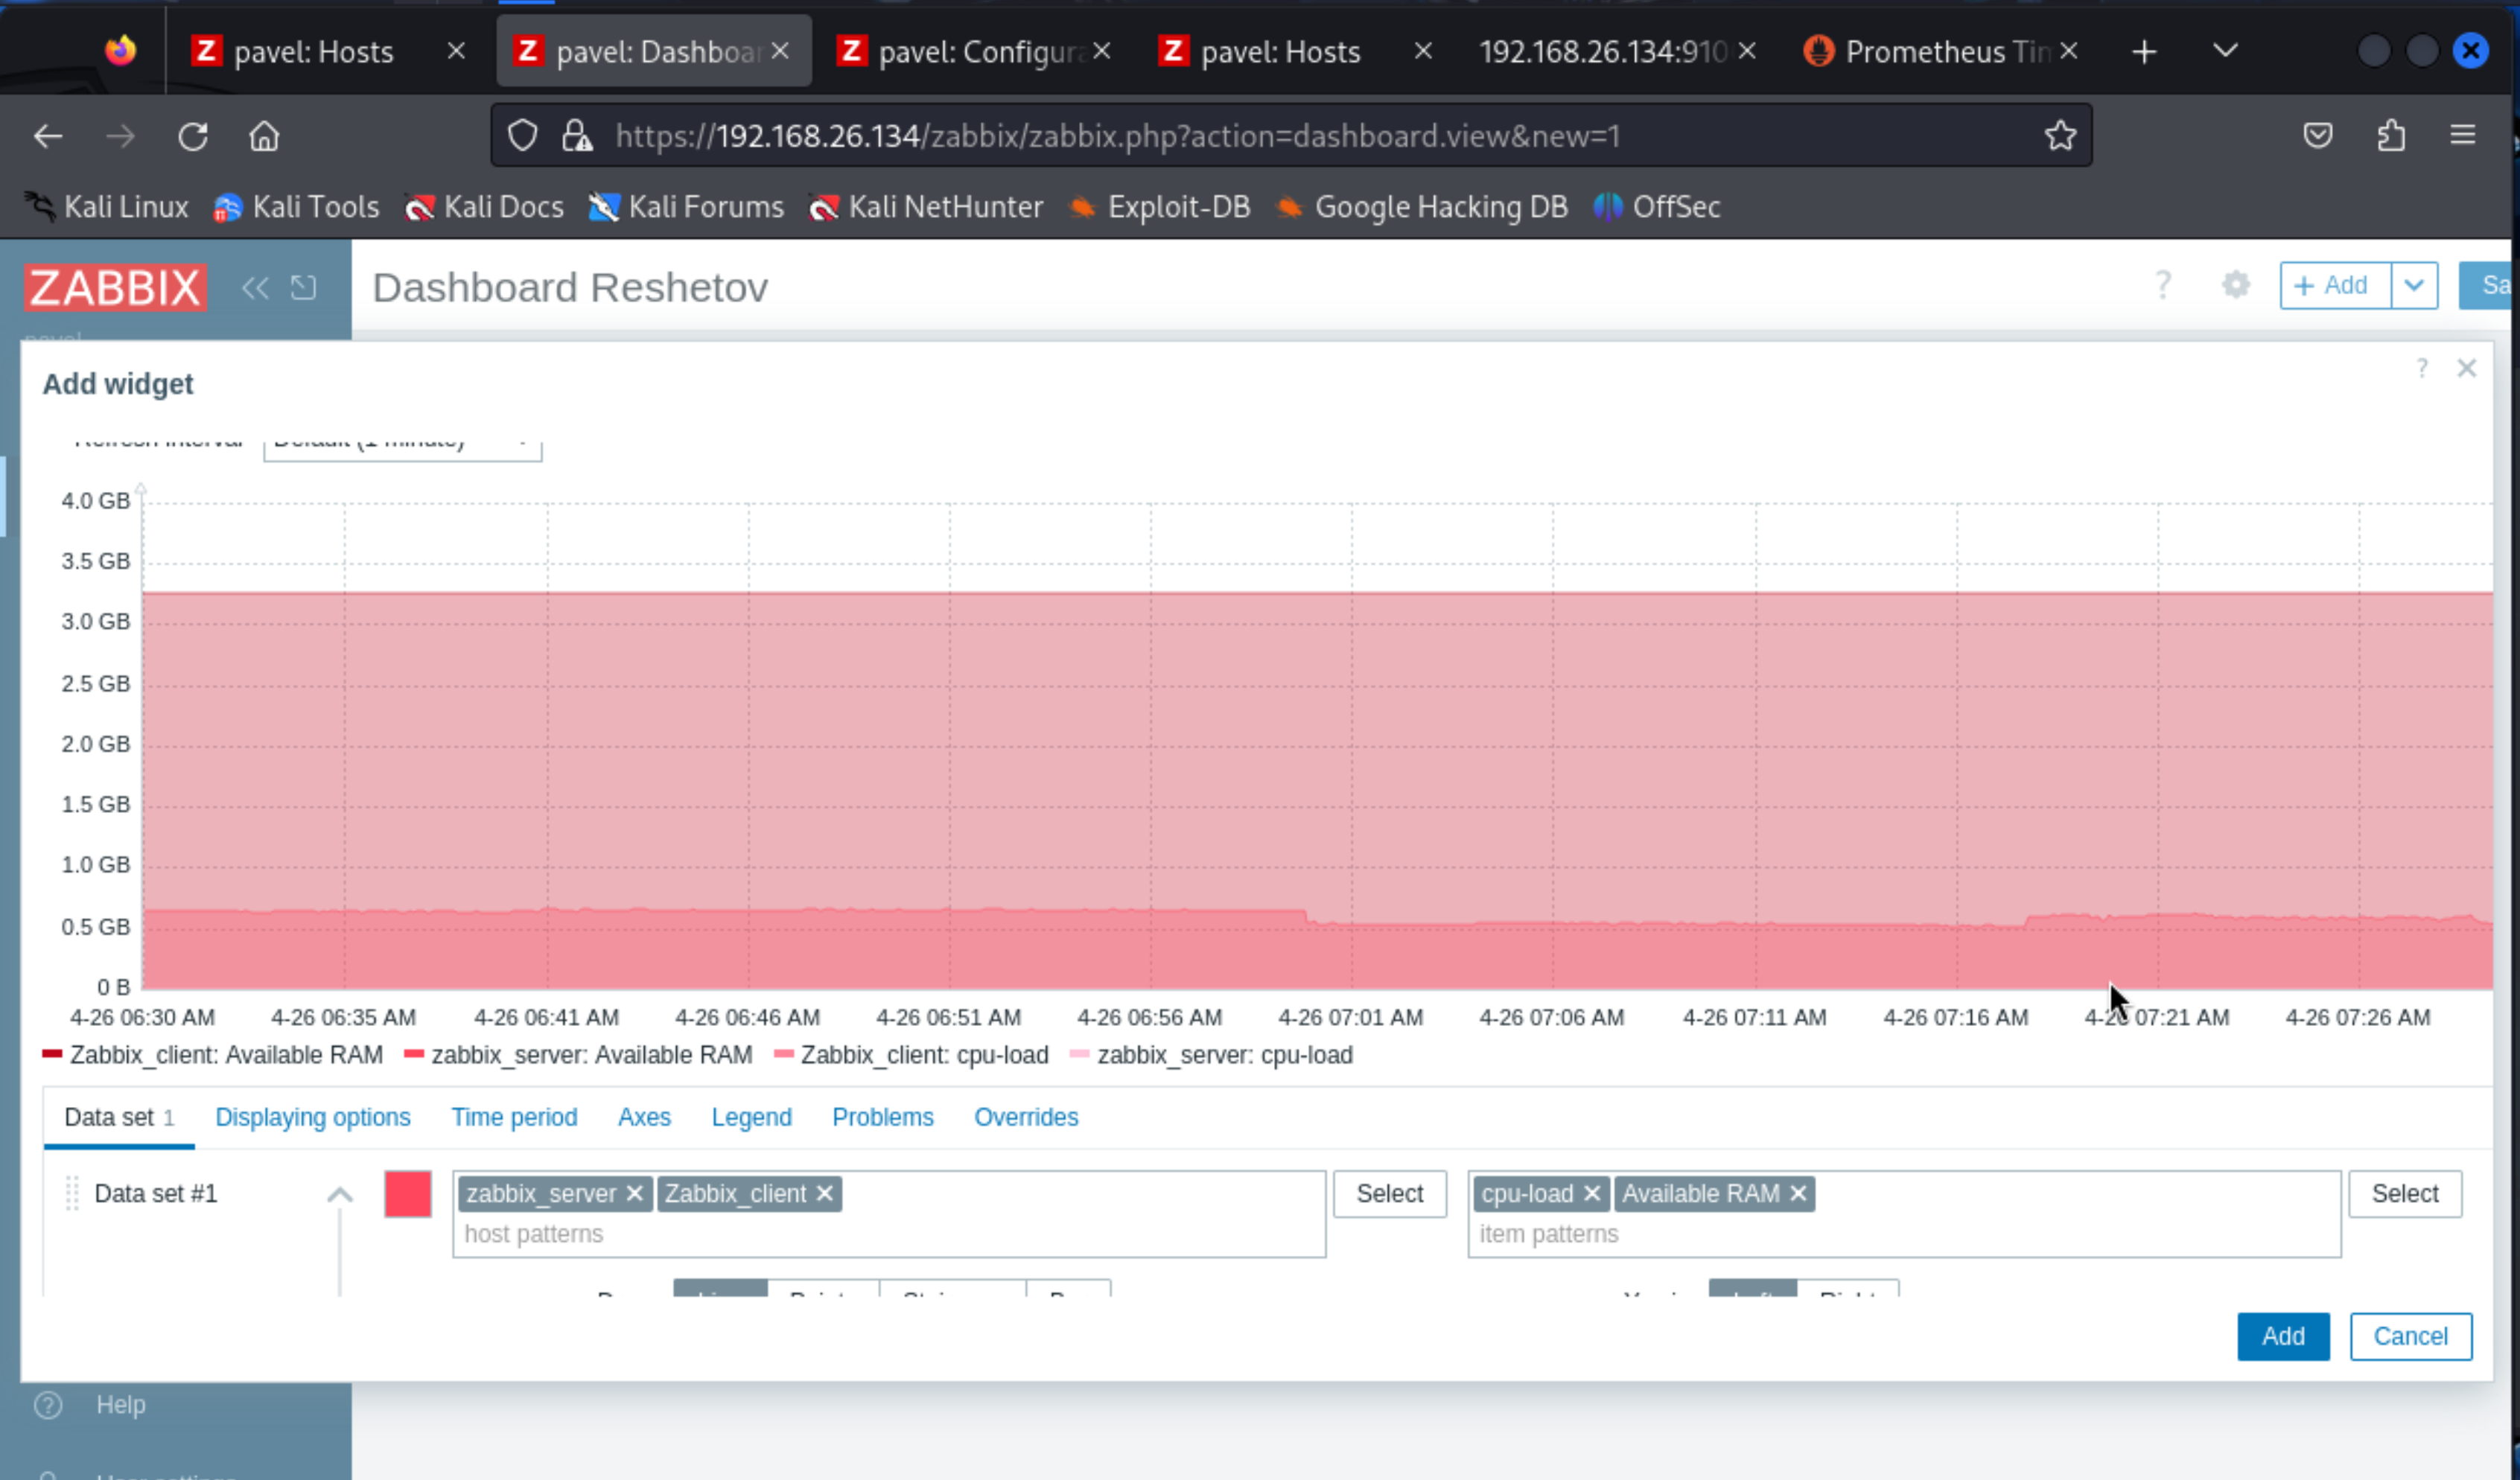 pavel: Hosts
pavel: Dashboar
pavel: Configura
pavel: Hosts
192.168.26.134:910
Prometheus Tim
https://192.168.26.134/zabbix/zabbix.php?action=dashboard.view&new=1
Kali Linux
Kali Tools
Kali Docs
Kali Forums
Kali NetHunter
Exploit-DB
Google Hacking DB
OffSec
ZABBIX
Dashboard Reshetov
? + Add
Sa
pavel
Add widget
?
Refresh interval
Default (1 minute)
4.0 GB
3.5 GB
3.0 GB
2.5 GB
2.0 GB
1.5 GB
1.0 GB
0.5 GB
0 B
4-26 06:30 AM
4-26 06:35 AM
4-26 06:41 AM
4-26 06:46 AM
4-26 06:51 AM
4-26 06:56 AM
4-26 07:01 AM
4-26 07:06 AM
4-26 07:11 AM
4-26 07:16 AM
4-26 07:21 AM
4-26 07:26 AM
Zabbix_client: Available RAM
zabbix_server: Available RAM
Zabbix_client: cpu-load
zabbix_server: cpu-load
Data set 1
Displaying options
Time period
Axes
Legend
Problems
Overrides
Data set #1
zabbix_server
Zabbix_client
host patterns
Select
cpu-load
Available RAM
item patterns
Select
Add
Cancel
Help